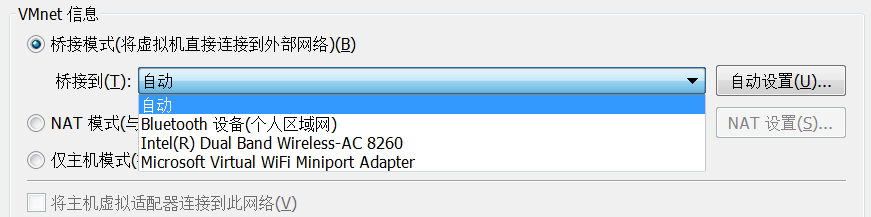 VMnet 信息
桥接模式(将虚拟机直接连接到外部网络)(B)
桥接到(T): 自动 自动设置(U)...
自动
NAT 模式(与 Bluetooth 设备(个人区域网) NAT 设置(S)...
Intel(R) Dual Band Wireless-AC 8260
仅主机模式( Microsoft Virtual WiFi Miniport Adapter
将主机虚拟适配器连接到此网络(V)